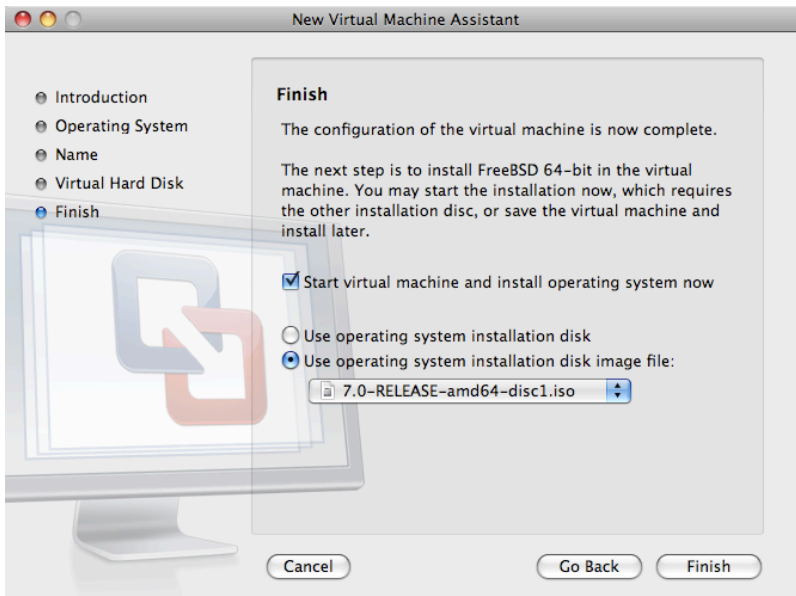 New Virtual Machine Assistant
Introduction
Operating System
Name
Virtual Hard Disk
Finish
Finish
The configuration of the virtual machine is now complete.
The next step is to install FreeBSD 64-bit in the virtual
machine. You may start the installation now, which requires
the other installation disc, or save the virtual machine and
install later.
Start virtual machine and install operating system now
Use operating system installation disk
Use operating system installation disk image file:
7.0-RELEASE-amd64-disc1.iso
Cancel
Go Back
Finish